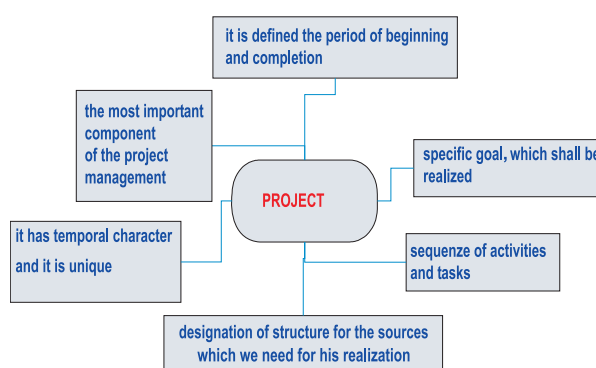 it is defined the period of beginning
and completion
the most important
component
of the project
management
specific goal, which shall be
realized
PROJECT
it has temporal character
and it is unique
sequenze of activities
and tasks
designation of structure for the sources
which we need for his realization